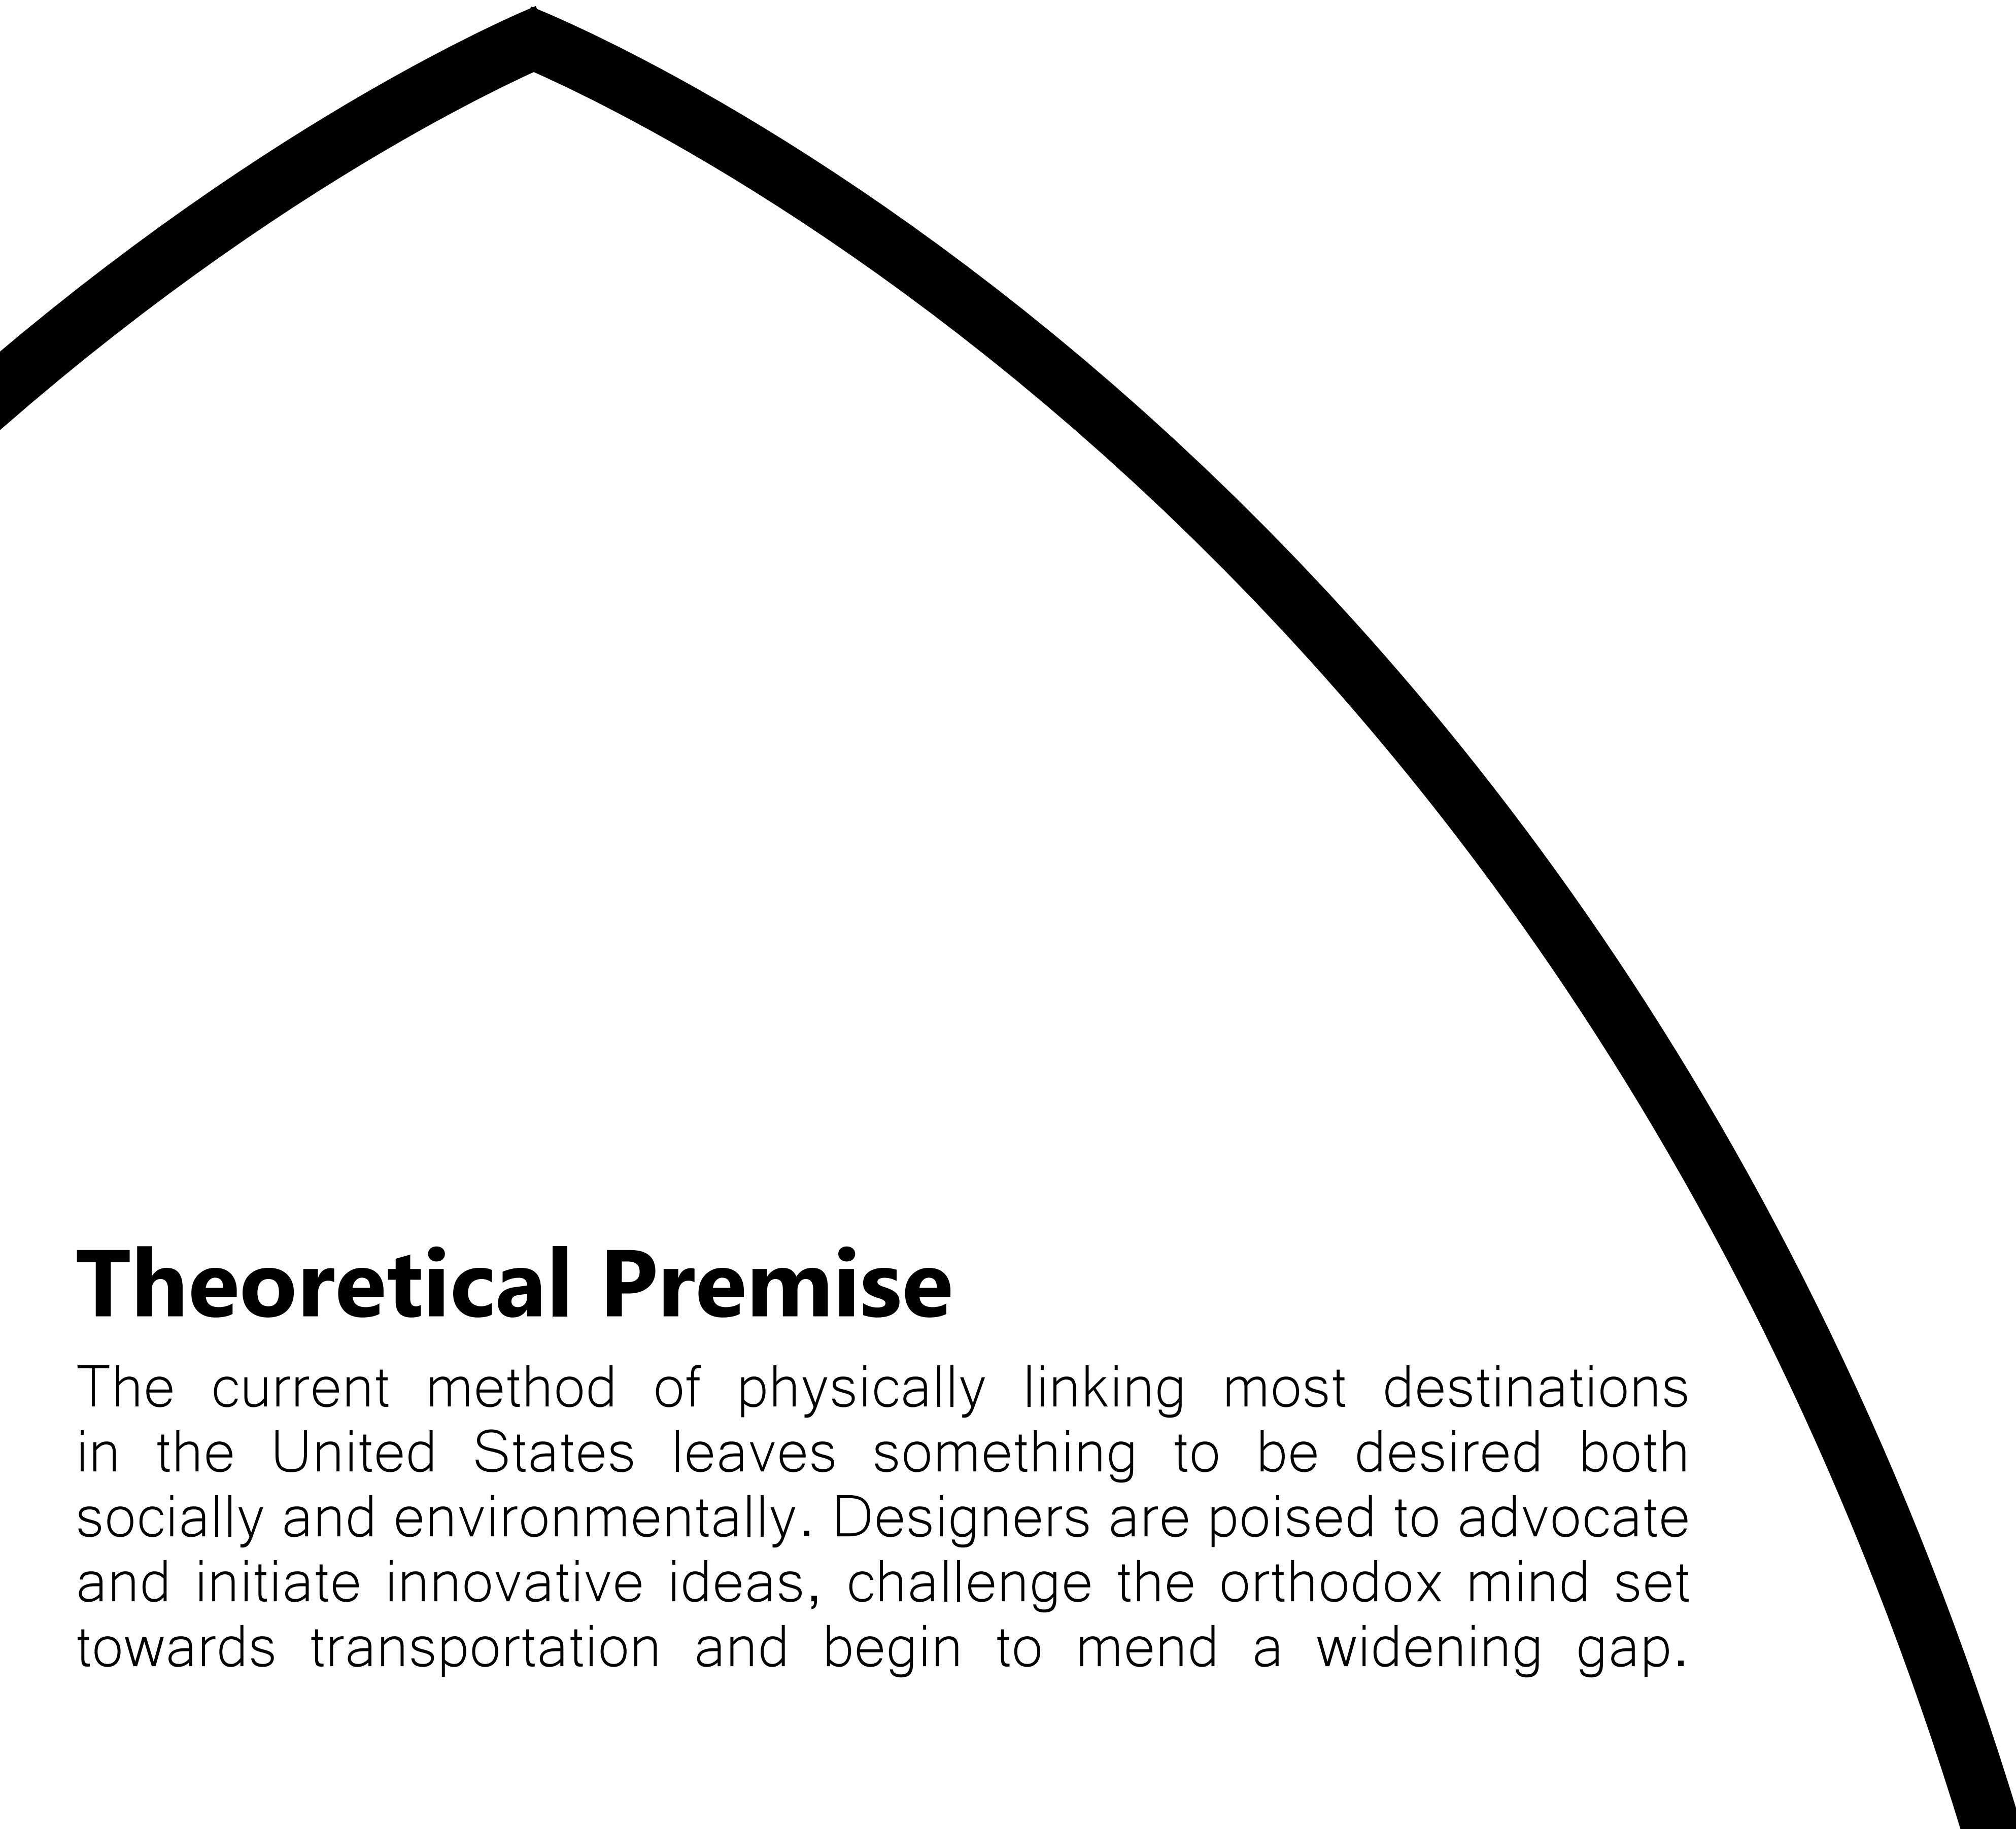 Theoretical Premise
The current method of physically linking most destinations
in the United States leaves something to be desired both
socially and environmentally. Designers are poised to advocate
and initiate innovative ideas, challenge the orthodox mind set
towards transportation and begin to mend a widening gap.